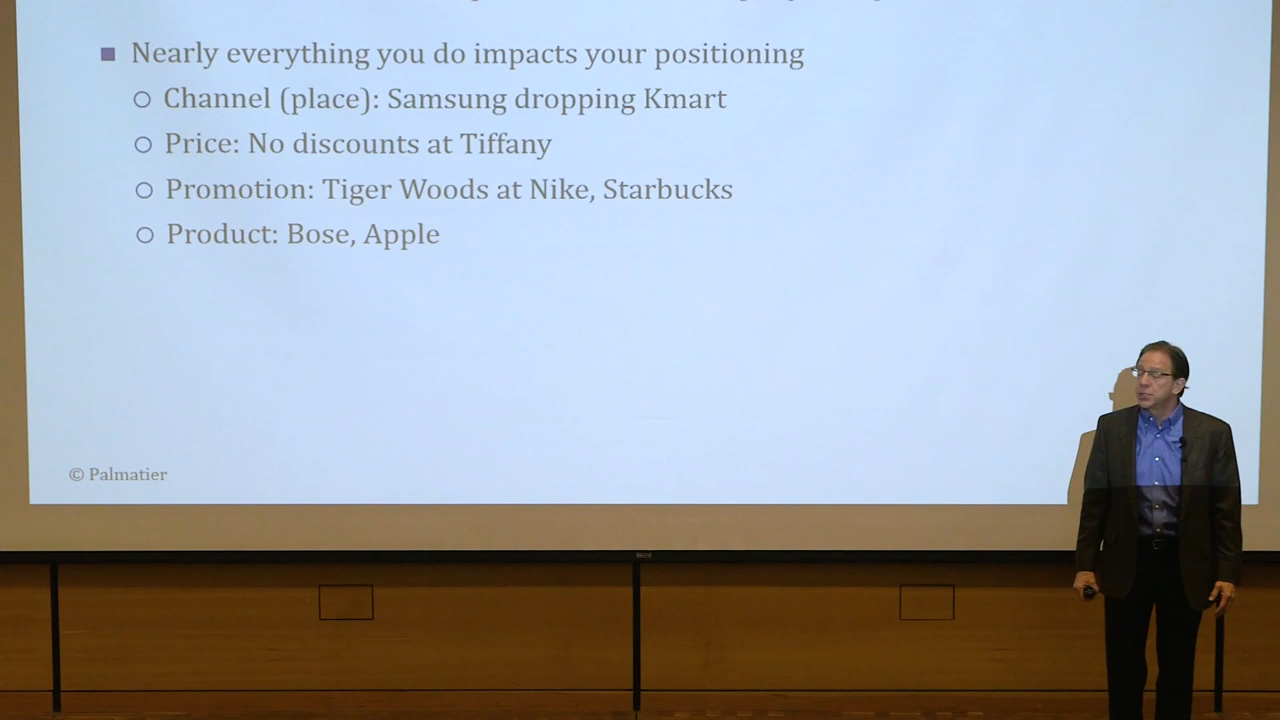 Nearly everything you do impacts your positioning
Channel (place): Samsung dropping Kmart
Price: No discounts at Tiffany
Promotion: Tiger Woods at Nike, Starbucks
Product: Bose, Apple
© Palmatier